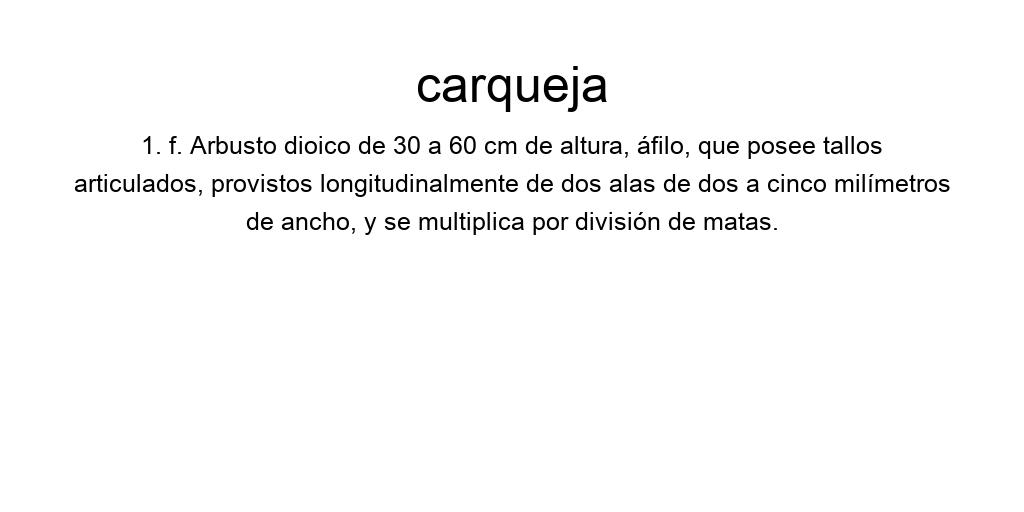 carqueja
1. f. Arbusto dioico de 30 a 60 cm de altura, áfilo, que posee tallos
articulados, provistos longitudinalmente de dos alas de dos a cinco milímetros
de ancho, y se multiplica por división de matas.